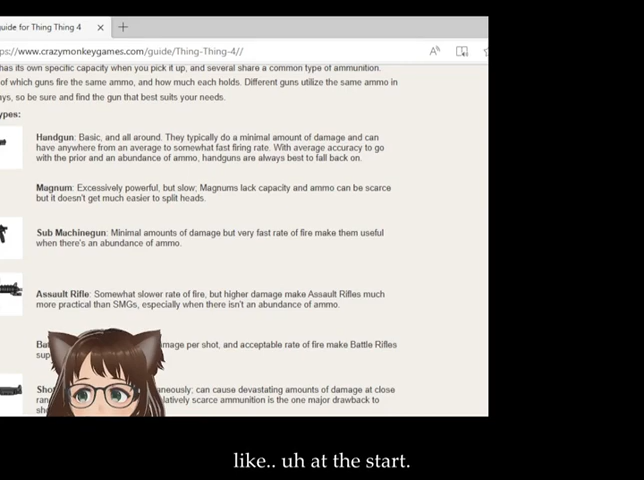 uide for Thing Thing 4
ps://www.crazymonkeygames.com/guide/Thing-Thing-4//
has its own specific capacity when you pick it up, and several share a common type of ammunition.
of which guns fire the same ammo, and how much each holds. Different guns utilize the same ammo in
ays, so be sure and find the gun that best suits your needs.
ypes:
Handgun: Basic, and all around. They typically do a minimal amount of damage and can
have anywhere from an average to somewhat fast firing rate. With average accuracy to go
with the prior and an abundance of ammo, handguns are always best to fall back on.
Magnum: Excessively powerful, but slow; Magnums lack capacity and ammo can be scarce
but it doesn't get much easier to split heads.
Sub Machinegun: Minimal amounts of damage but very fast rate of fire make them useful
when there's an abundance of ammo.
Assault Rifle: Somewhat slower rate of fire, but higher damage make Assault Rifles much
more practical than SMGs, especially when there isn't an abundance of ammo.
Bat mage per shot, and acceptable rate of fire make Battle Rifles
sup
Sho aneously; can cause devastating amounts of damage at close
ran latively scarce ammunition is the one major drawback to
sh
like.. uh at the start.